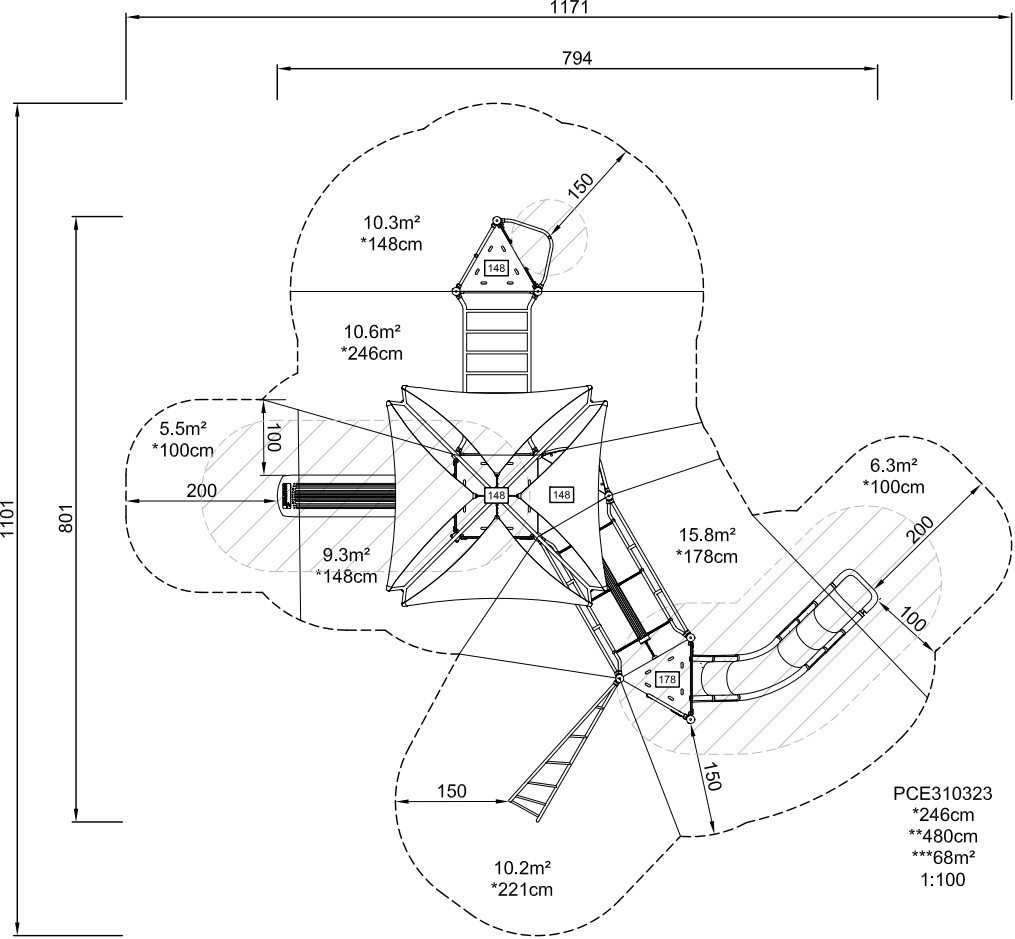 1171
794
150
10.3m²
*148cm
148
10.6m²
*246cm
5.5m²
*100cm
100
200
148
148
6.3m²
*100cm
200
1101
801
15.8m²
*178cm
9.3m²
*148cm
100
178
150
150
PCE310323
*246cm
**480cm
***68m²
1:100
10.2m²
*221cm